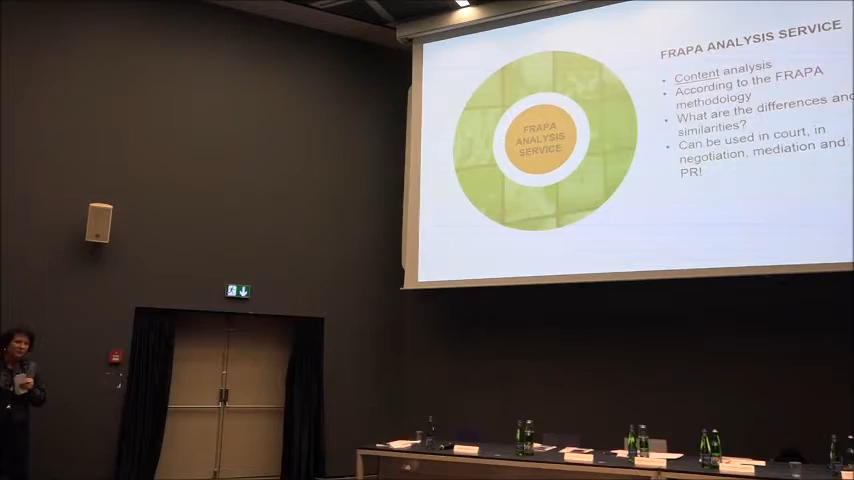 FRAPA ANALYSIS SERVICE
• Content analysis
• According to the FRAPA
methodology
• What are the differences and
similarities?
• Can be used in court, in
negotiation, mediation and
PR!
FRAPA
ANALYSIS
SERVICE